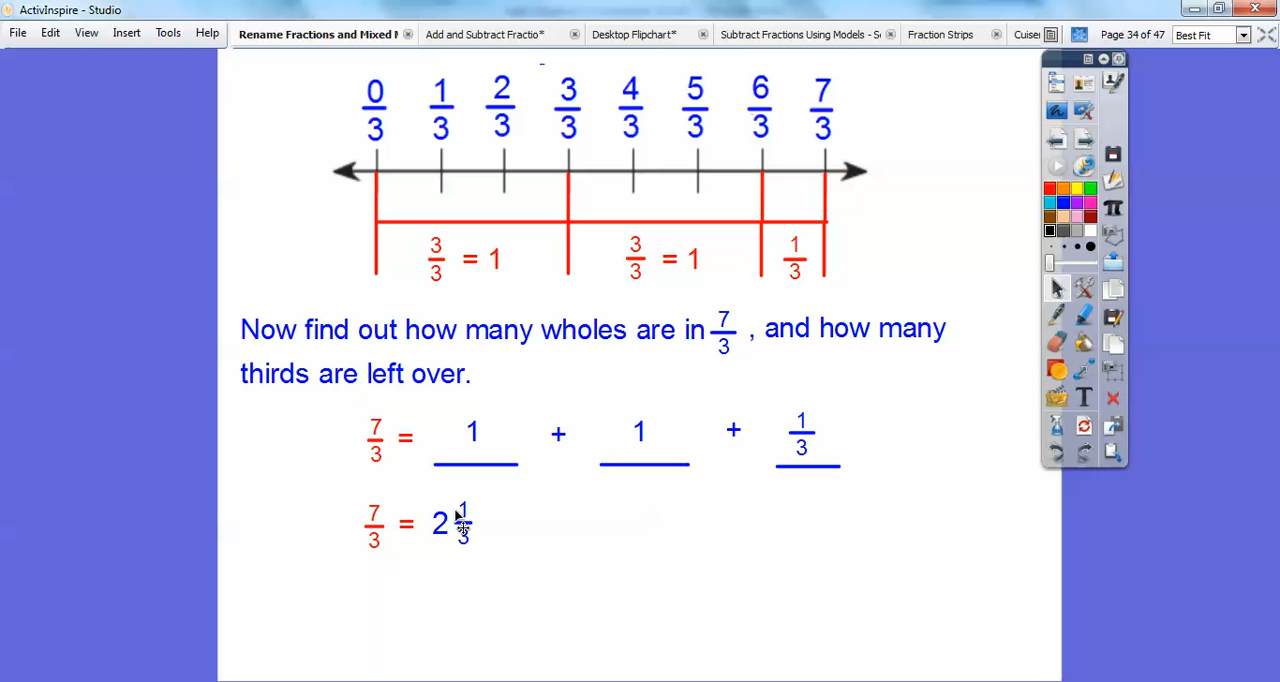 ActivInspire - Studio
File Edit View Insert Tools Help
Rename Fractions and Mixed N Add and Subtract Fractio* Desktop Flipchart* Subtract Fractions Using Models - So Fraction Strips Cuisei Page 34 of 47 Best Fit
0/3 1/3 2/3 3/3 4/3 5/3 6/3 7/3
3/3 = 1 3/3 = 1 1/3
Now find out how many wholes are in 7/3 , and how many
thirds are left over.
7/3 = 1 + 1 + 1/3
7/3 = 2 1/3